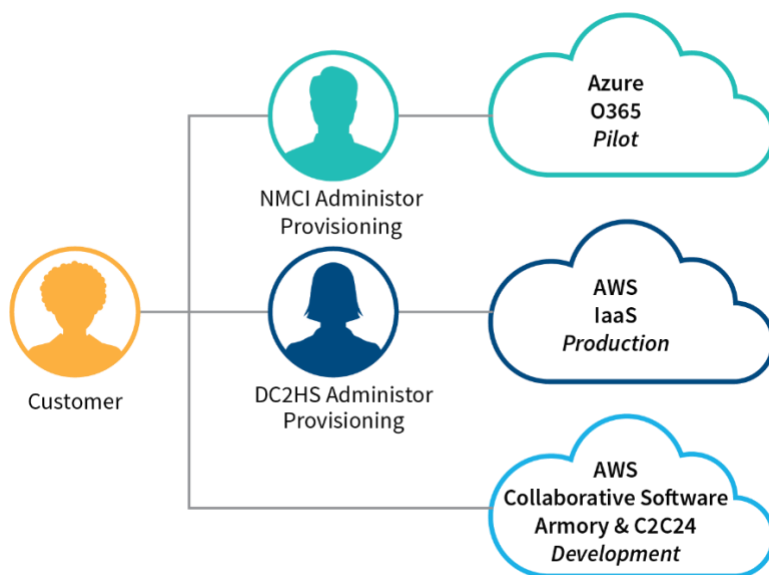 Azure
O365
Pilot
NMCI Administor
Provisioning
AWS
IaaS
Production
Customer
DC2HS Administor
Provisioning
AWS
Collaborative Software
Armory & C2C24
Development